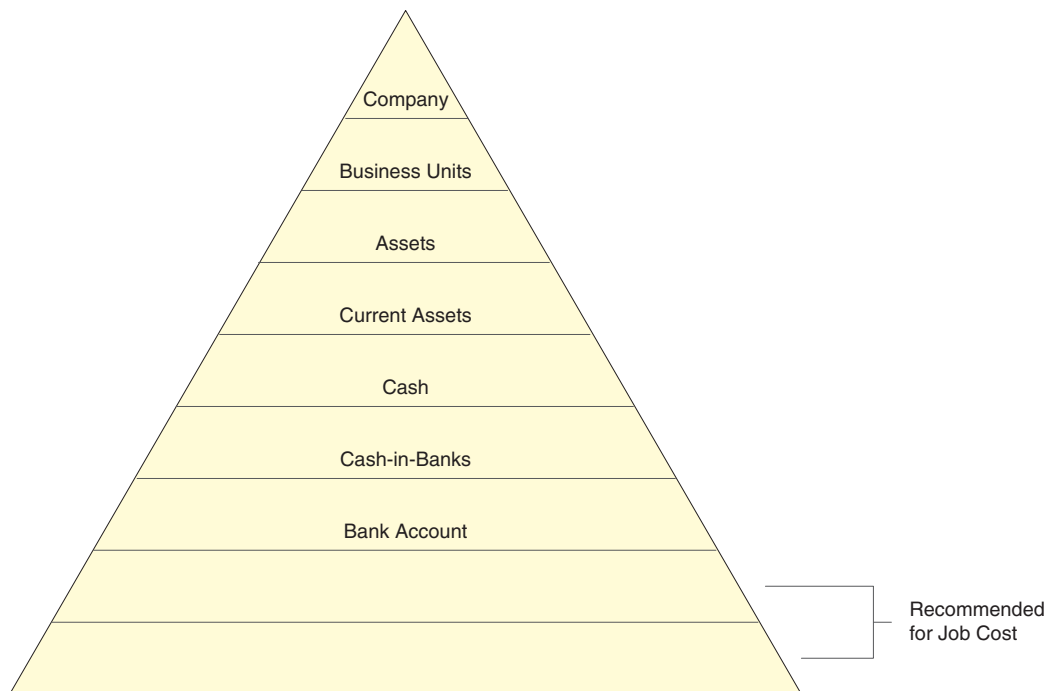 Company
Business Units
Assets
Current Assets
Cash
Cash-in-Banks
Bank Account
Recommended
for Job Cost